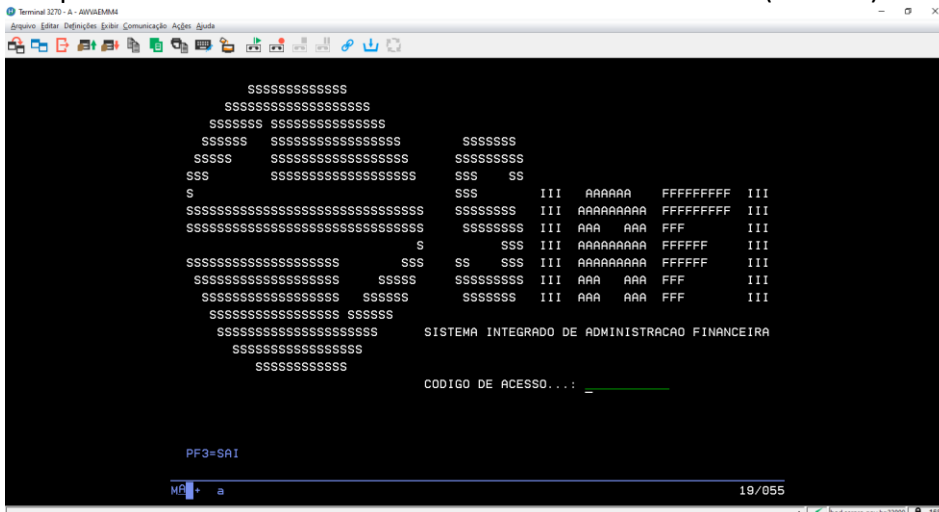 Terminal 3270 - A - AWVAEMM4
Arquivo Editar Definições Exibir Comunicação Ações Ajuda
SSSSSSSSSSSSS
SSSSSSSSSSSSSSSSSSS
SSSSSSS SSSSSSSSSSSSSSS
SSSSSS SSSSSSSSSSSSSSSSS SSSSSSS
SSSSS SSSSSSSSSSSSSSSSSS SSSSSSSSS
SSS SSSSSSSSSSSSSSSSSSS SSS SS
S SSS III AAAAAA FFFFFFFFF III
SSSSSSSSSSSSSSSSSSSSSSSSSSSSSSS SSSSSSSS III AAAAAAAAA FFFFFFFFF III
SSSSSSSSSSSSSSSSSSSSSSSSSSSSSSS SSSSSSSS III AAA AAA FFF III
S SSS III AAAAAAAAA FFFFFF III
SSSSSSSSSSSSSSSSSSSS SSS SS SSS III AAAAAAAAA FFFFFF III
SSSSSSSSSSSSSSSSSSS SSSSS SSSSSSSSS III AAA AAA FFF III
SSSSSSSSSSSSSSSSSS SSSSSS SSSSSSS III AAA AAA FFF III
SSSSSSSSSSSSSSSSS SSSSSS
SSSSSSSSSSSSSSSSSSSSS SISTEMA INTEGRADO DE ADMINISTRACAO FINANCEIRA
SSSSSSSSSSSSSSSSS
SSSSSSSSSSSS
CODIGO DE ACESSO...:
PF3=SAI
MA + a 19/055